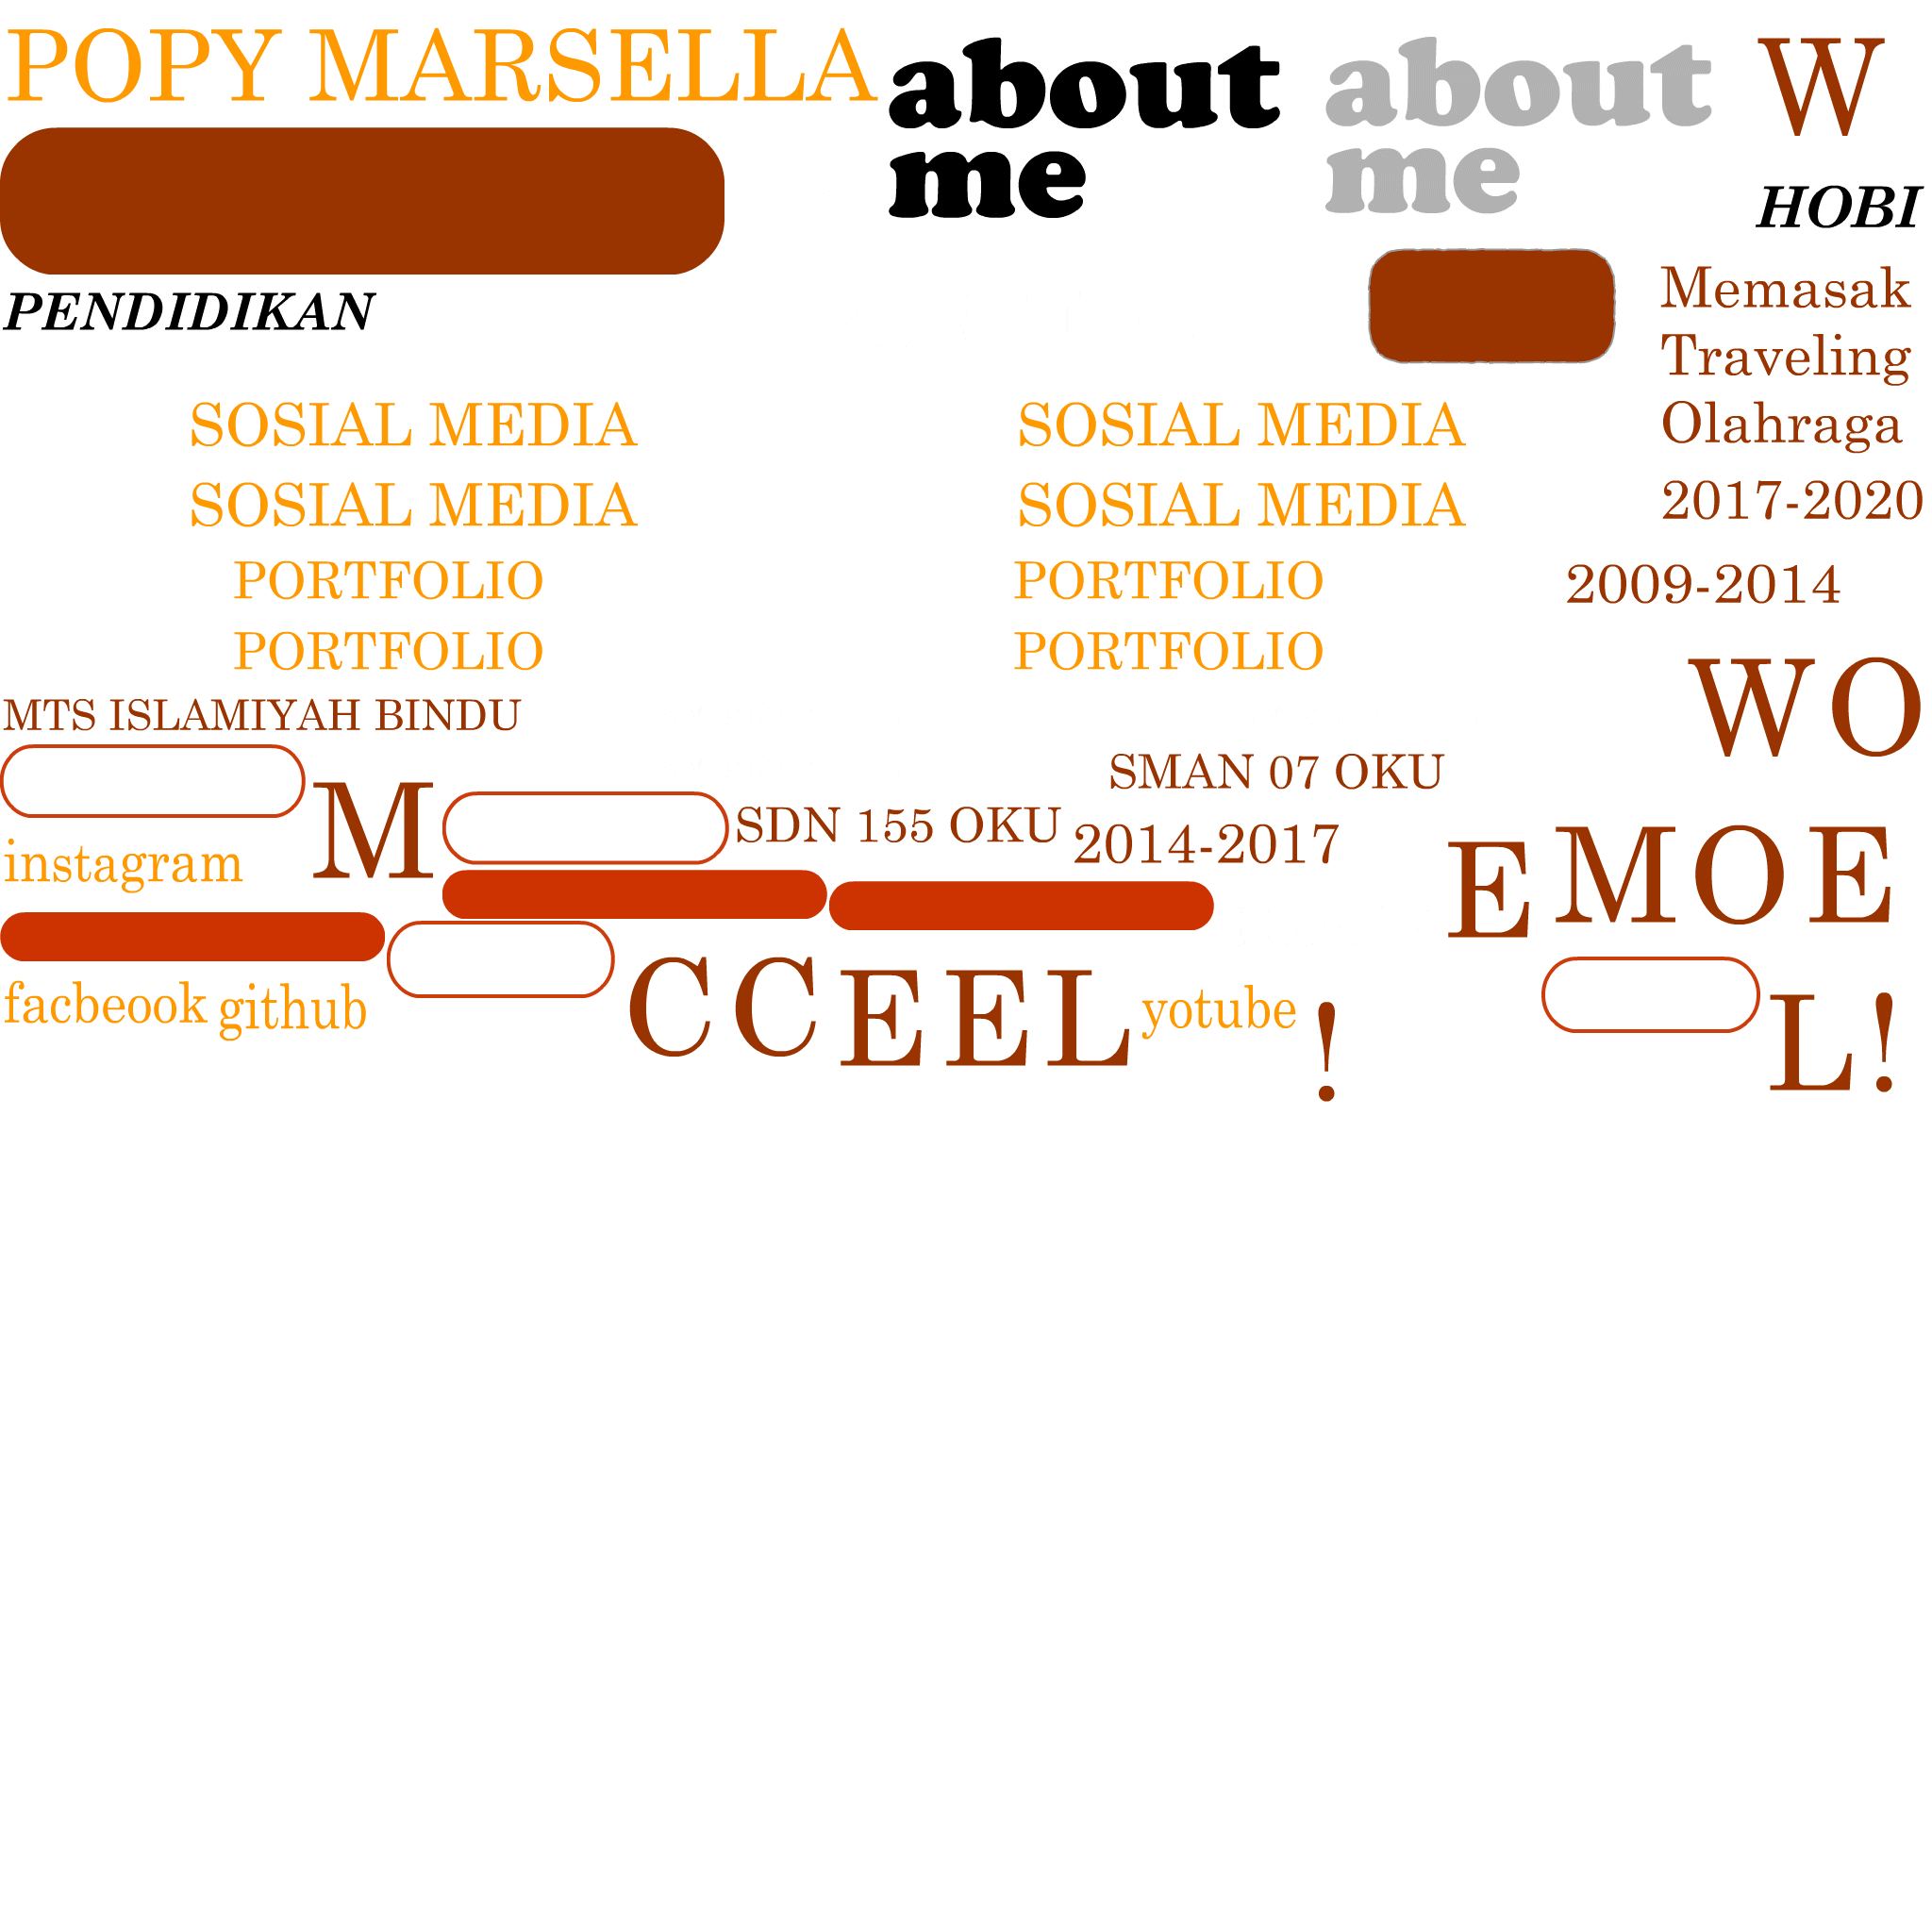 POPY MARSELLA
about
me
about
me
W
HOBI
PENDIDIKAN
Memasak
Traveling
Olahraga
SOSIAL MEDIA
SOSIAL MEDIA
SOSIAL MEDIA
SOSIAL MEDIA
2017-2020
PORTFOLIO
PORTFOLIO
2009-2014
PORTFOLIO
PORTFOLIO
WO
MTS ISLAMIYAH BINDU
SMAN 07 OKU
M
SDN 155 OKU
2014-2017
instagram
E
MOE
facbeook
github
CCEEL
yotube
!
L!